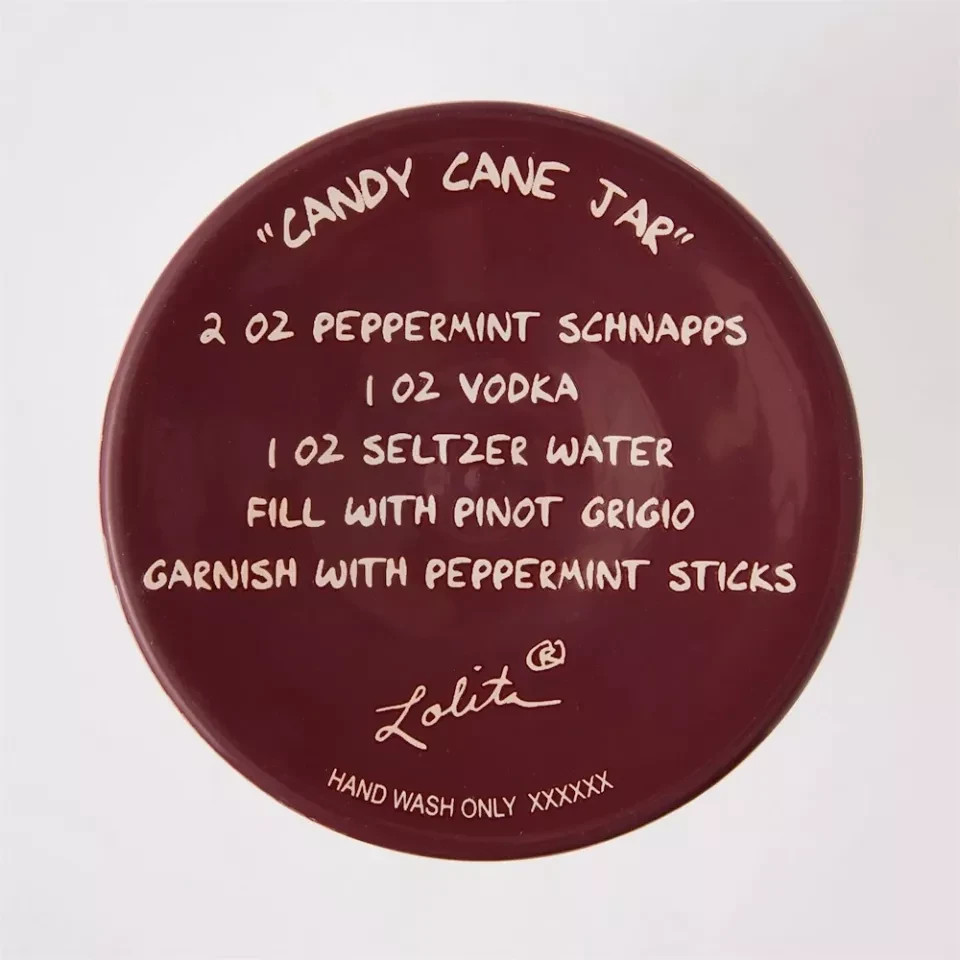 "CANDY CANE JAR"
2 OZ PEPPERMINT SCHNAPPS
1 OZ VODKA
1 OZ SELTZER WATER
FILL WITH PINOT GRIGIO
GARNISH WITH PEPPERMINT STICKS
Lolita®
HAND WASH ONLY XXXXXX